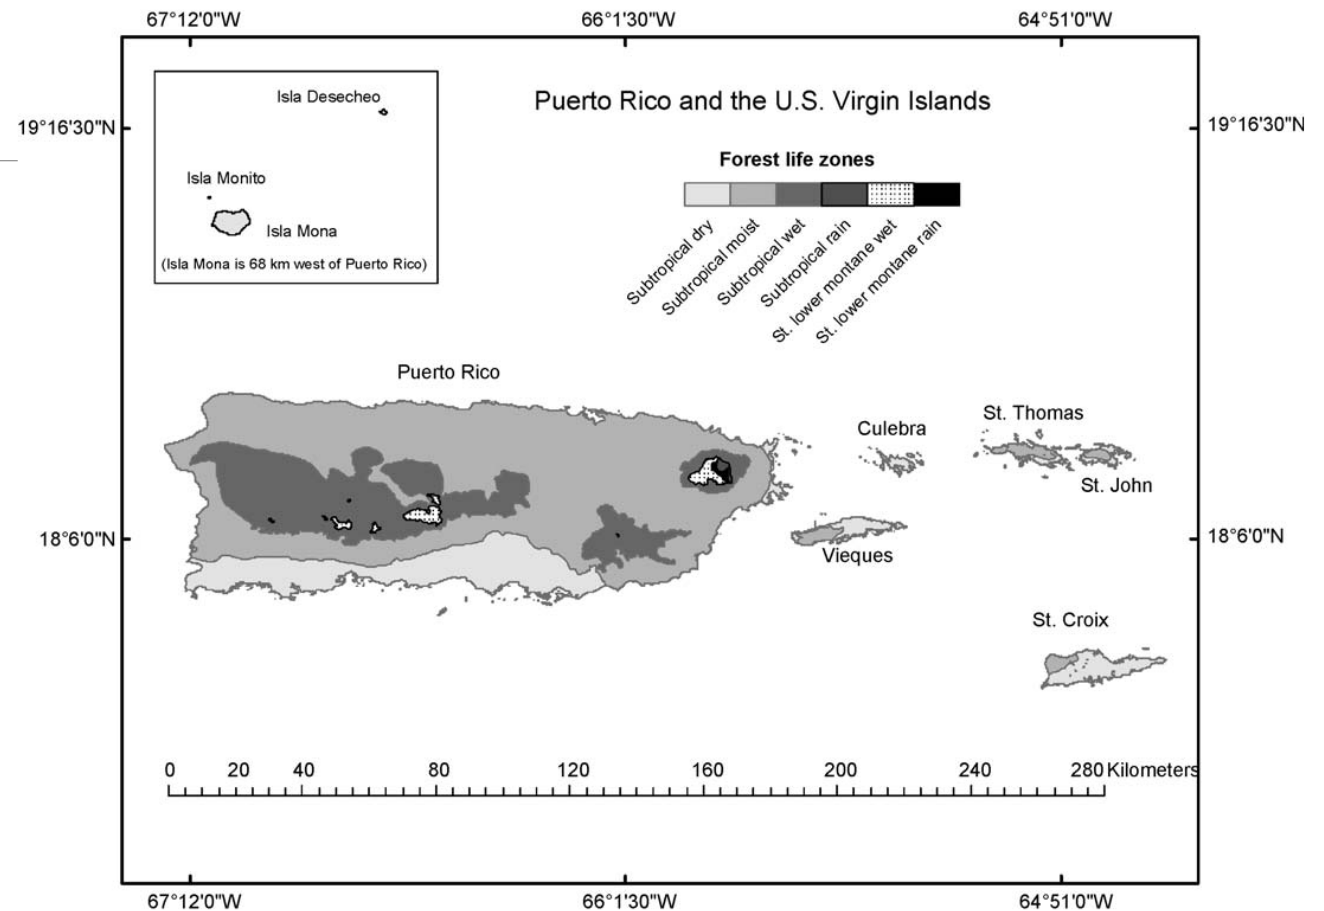 67°12'0"W 66°1'30"W 64°51'0"W
Isla Desecheo
Puerto Rico and the U.S. Virgin Islands
19°16'30"N 19°16'30"N
Forest life zones
Isla Monito
Isla Mona
(Isla Mona is 68 km west of Puerto Rico)
Subtropical dry
Subtropical moist
Subtropical wet
Subtropical rain
St. lower montane wet
St. lower montane rain
Puerto Rico
St. Thomas
Culebra
St. John
18°6'0"N 18°6'0"N
Vieques
St. Croix
0 20 40 80 120 160 200 240 280 Kilometers
67°12'0"W 66°1'30"W 64°51'0"W